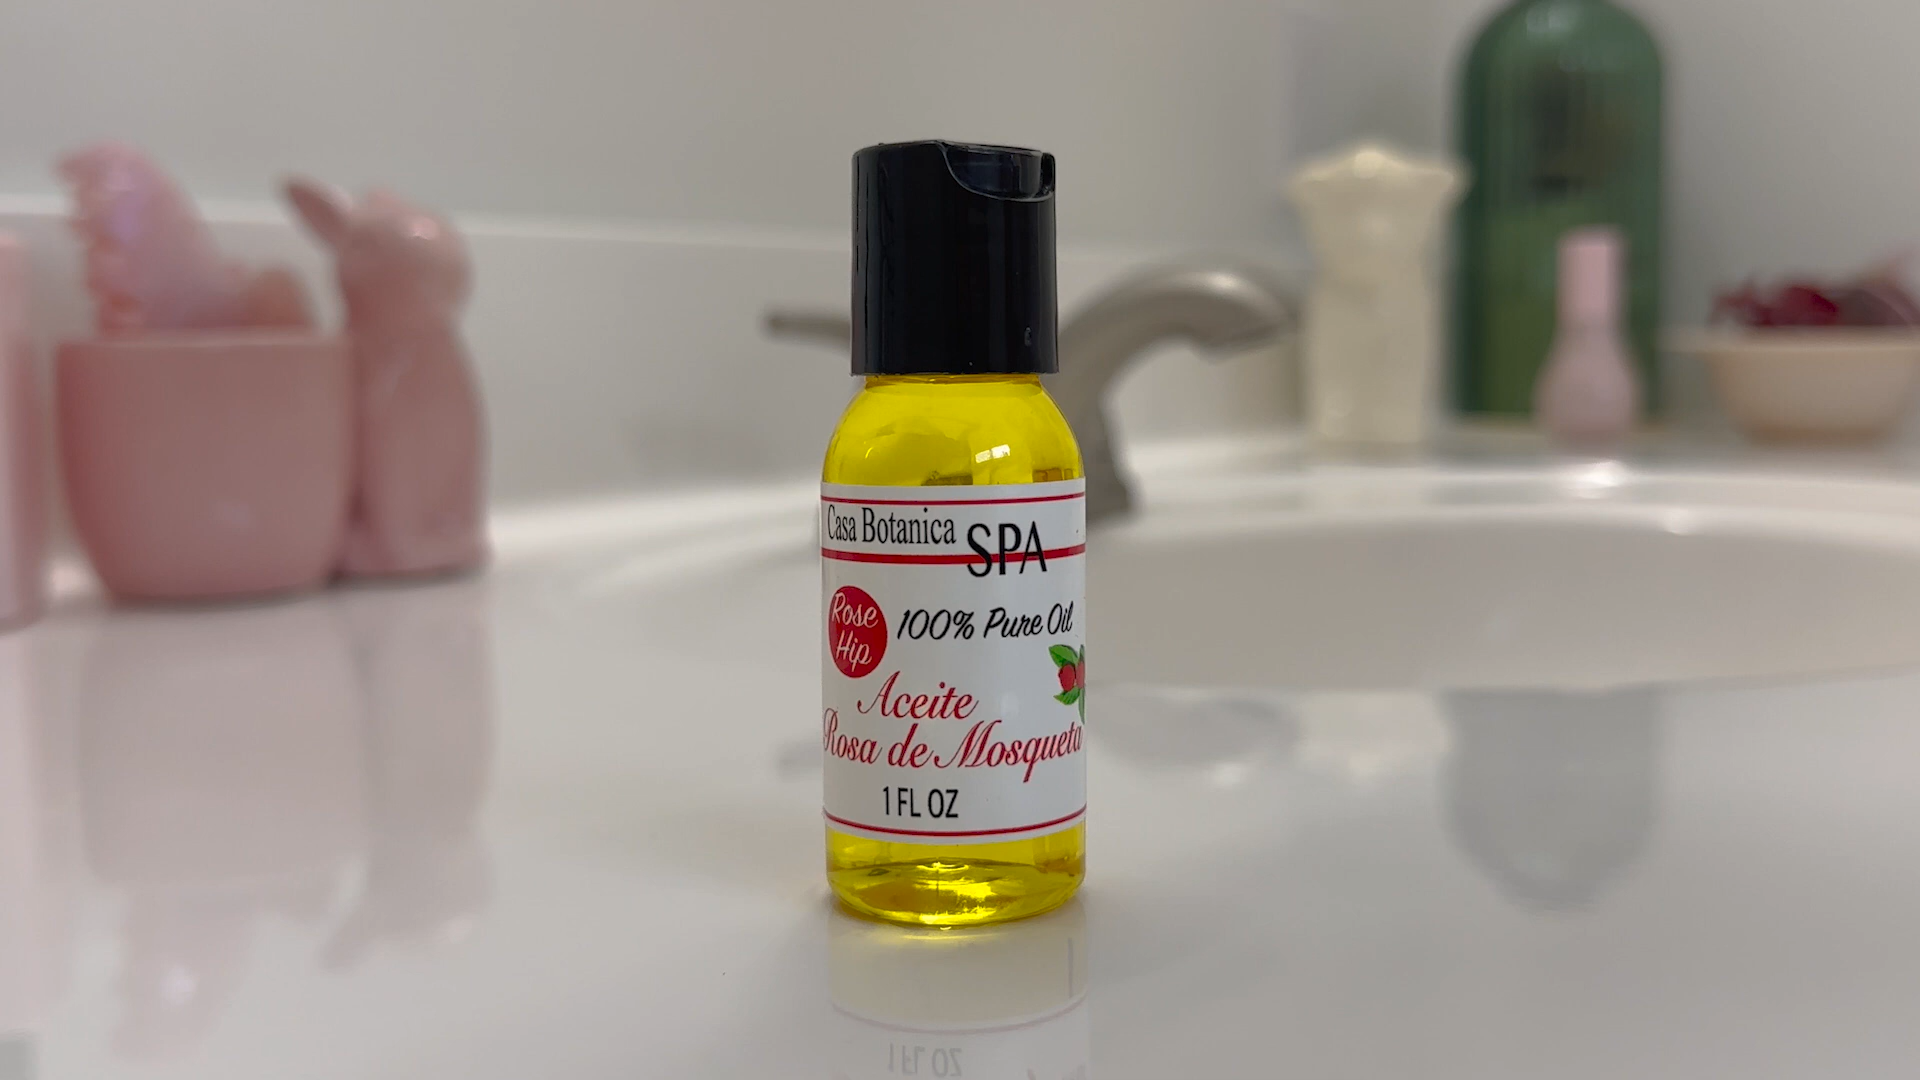 Casa Botanica SPA
Rose
Hip
100% Pure Oil
Aceite
Rosa de Mosqueta
1 FL OZ